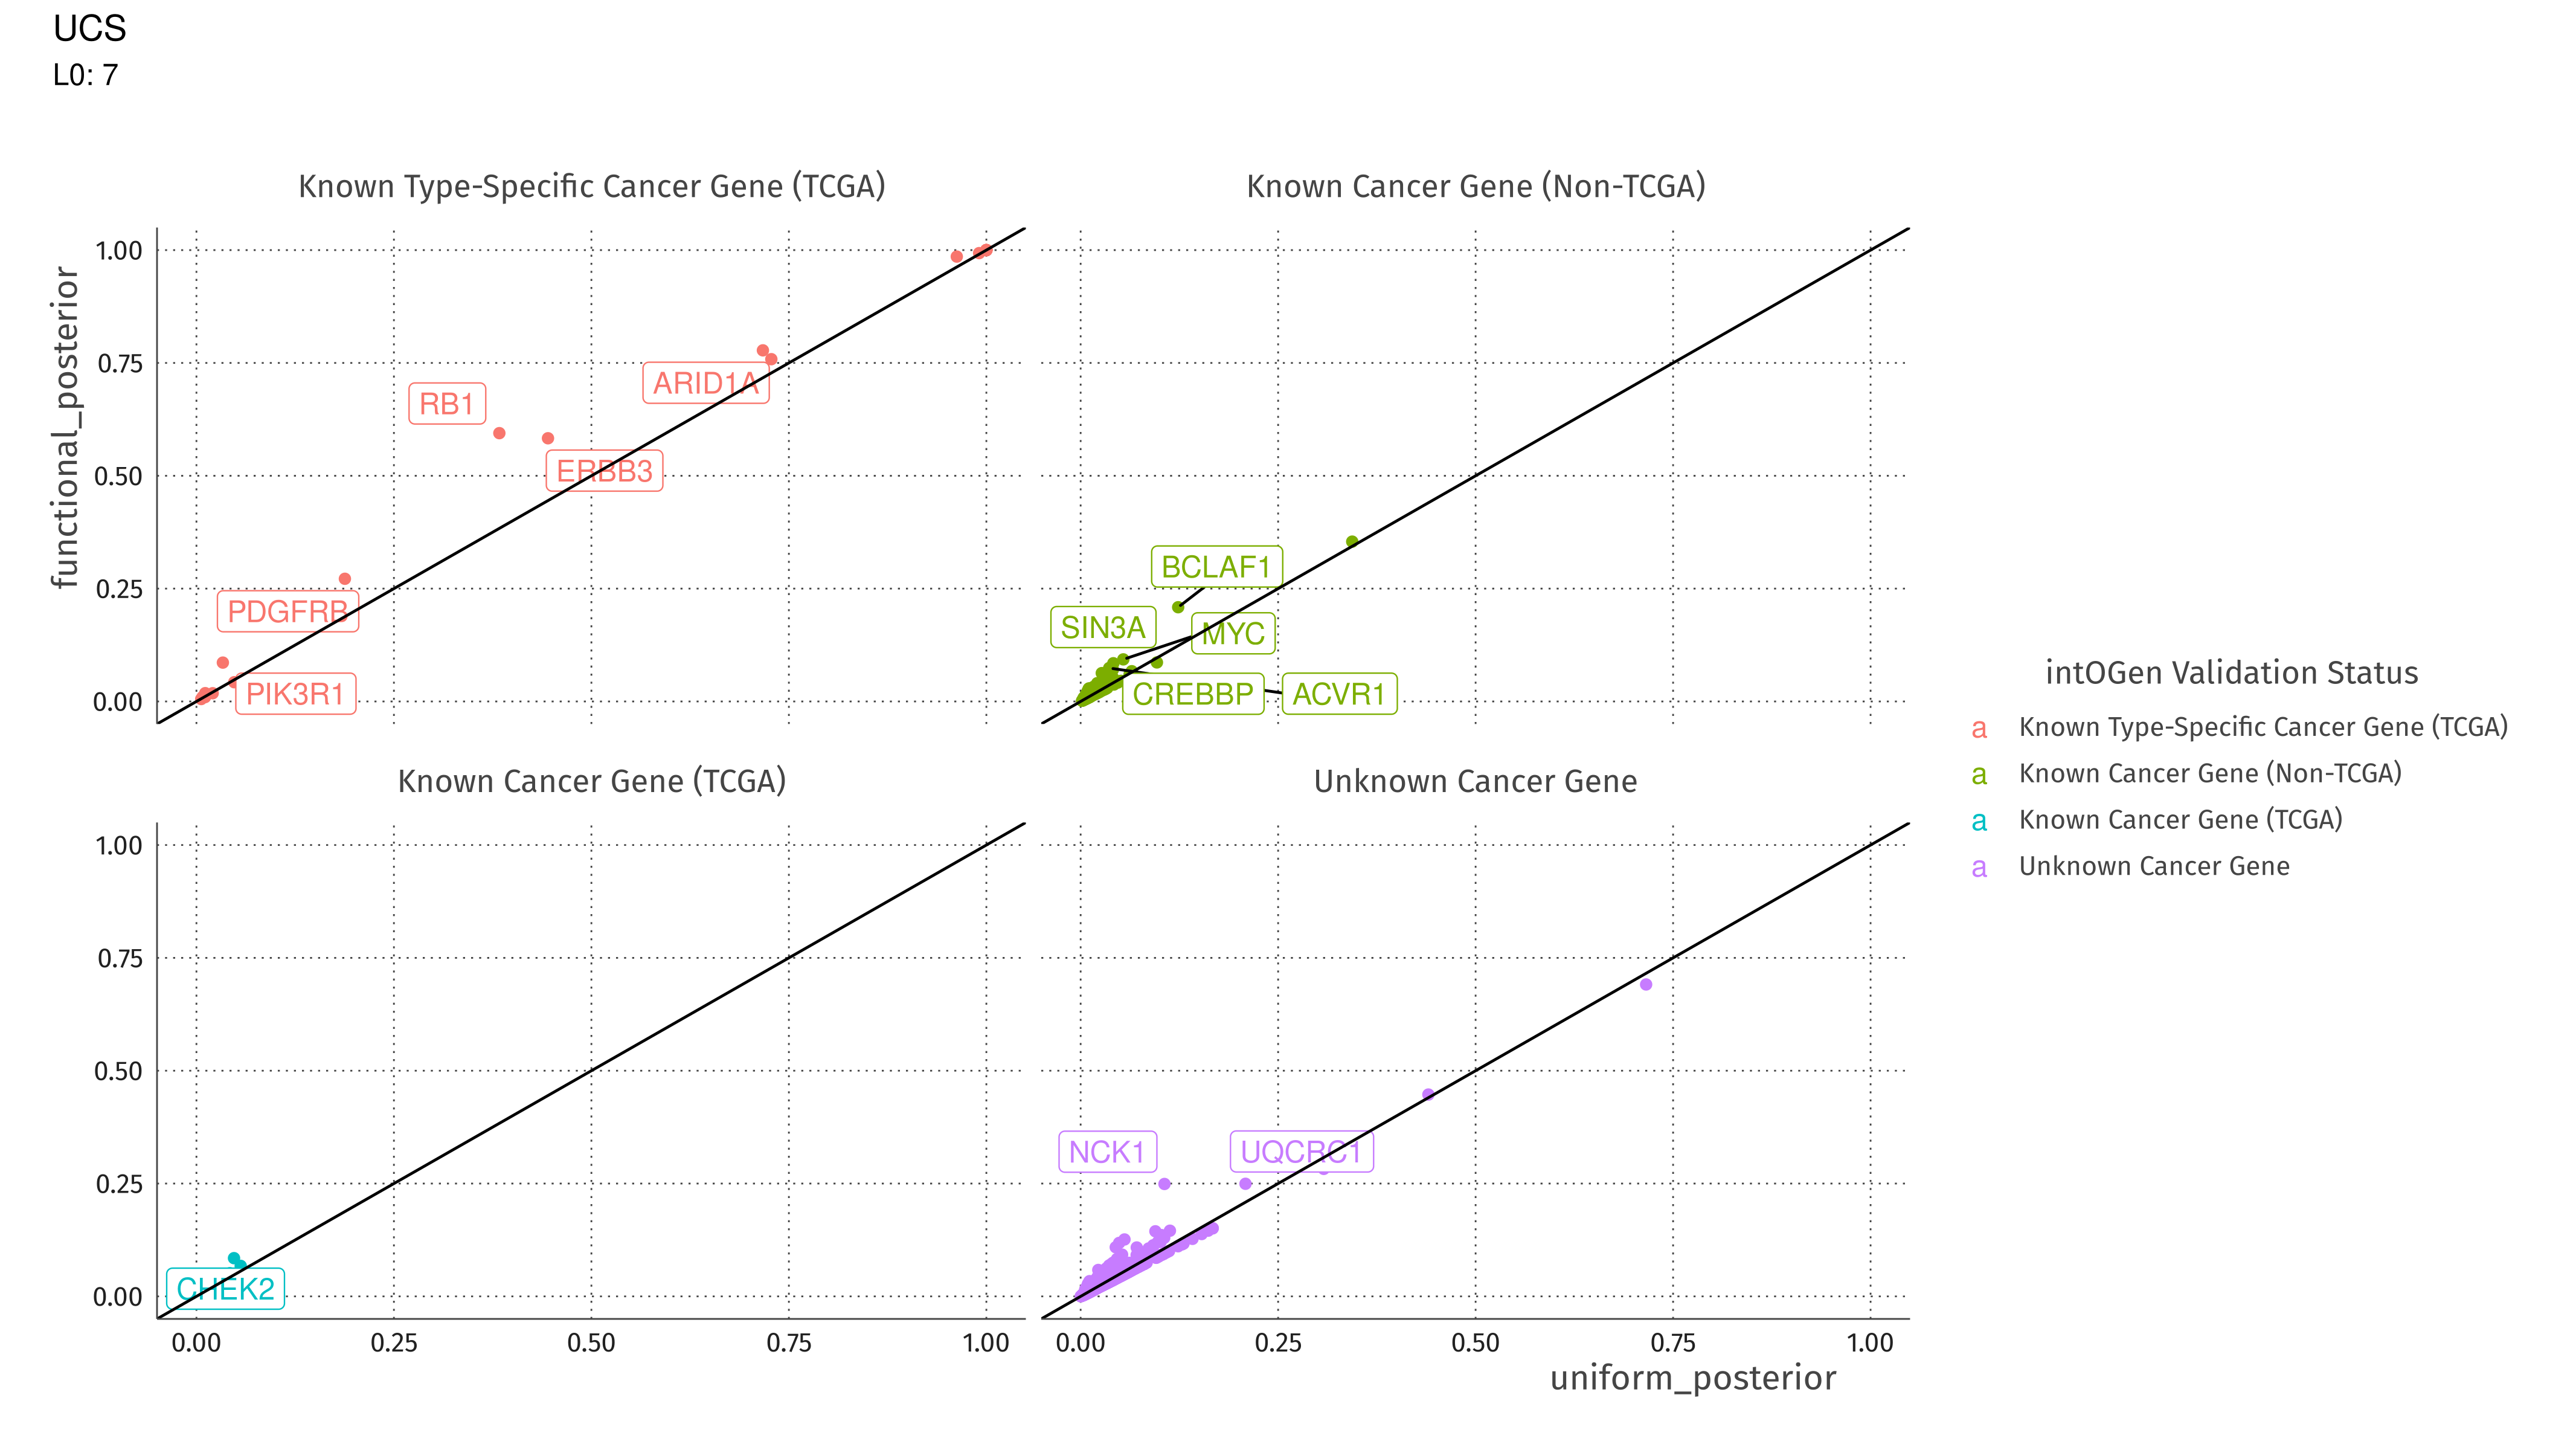 UCS
L0: 7
Known Type-Specific Cancer Gene (TCGA)
Known Cancer Gene (Non-TCGA)
functional_posterior
1.00
0.75
0.50
0.25
0.00
ARID1A
RB1
ERBB3
PDGFRB
PIK3R1
BCLAF1
SIN3A
MYC
CREBBP
ACVR1
Known Cancer Gene (TCGA)
Unknown Cancer Gene
1.00
0.75
0.50
0.25
0.00
CHEK2
NCK1
UQCRC1
0.00 0.25 0.50 0.75 1.00
0.00 0.25 0.50 0.75 1.00
uniform_posterior
intOGen Validation Status
a Known Type-Specific Cancer Gene (TCGA)
a Known Cancer Gene (Non-TCGA)
a Known Cancer Gene (TCGA)
a Unknown Cancer Gene